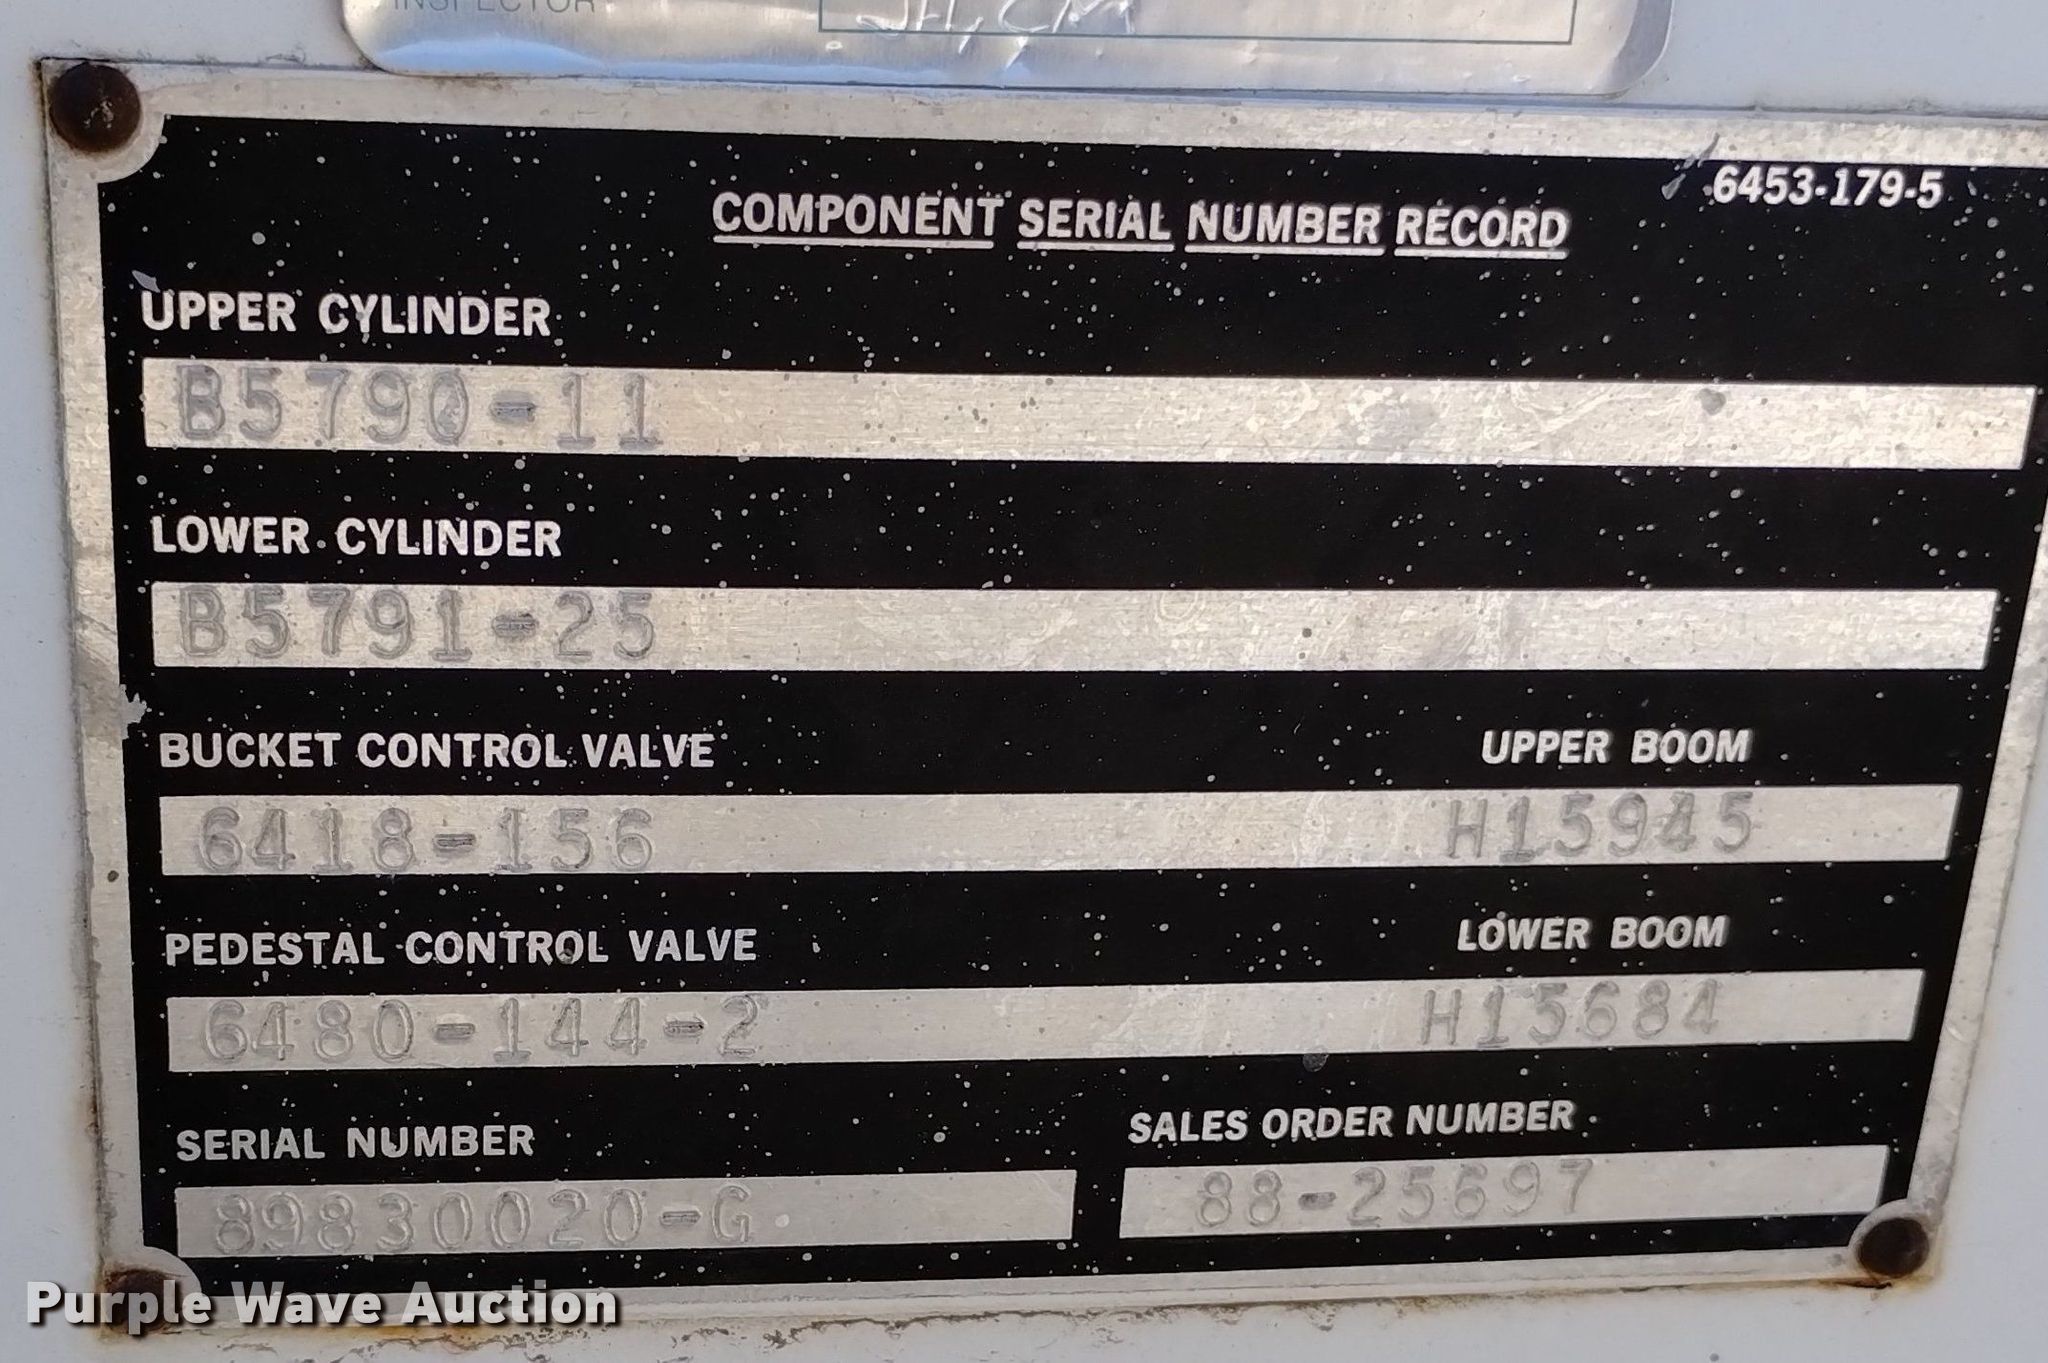 INSPECTOR
COMPONENT SERIAL NUMBER RECORD
6453-179-5
UPPER CYLINDER
B5790-11
LOWER CYLINDER
B5791-25
BUCKET CONTROL VALVE
UPPER BOOM
6418-156
H15945
PEDESTAL CONTROL VALVE
LOWER BOOM
6480-144-2
H15684
SERIAL NUMBER
SALES ORDER NUMBER
89830020-G
88-25697
Purple Wave Auction